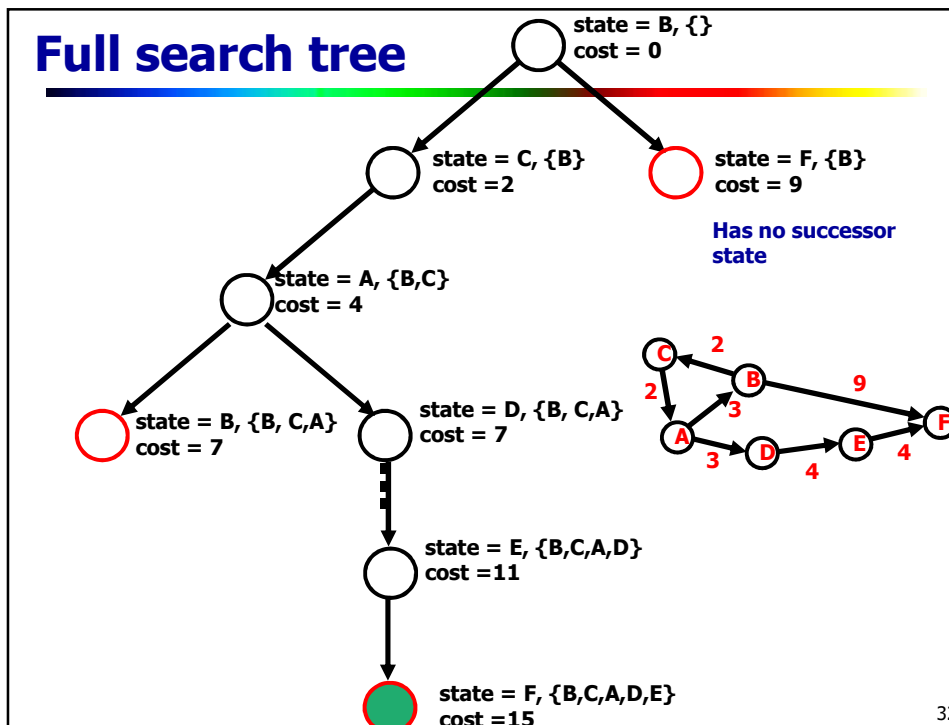 Full search tree
state = B, {}
cost = 0
state = C, {B}
cost =2
state = F, {B}
cost = 9
Has no successor
state
state = A, {B,C}
cost = 4
state = B, {B, C,A}
cost = 7
state = D, {B, C,A}
cost = 7
C
2
B
9
2
3
F
A
3
D
4
E
4
state = E, {B,C,A,D}
cost =11
state = F, {B,C,A,D,E}
cost =15